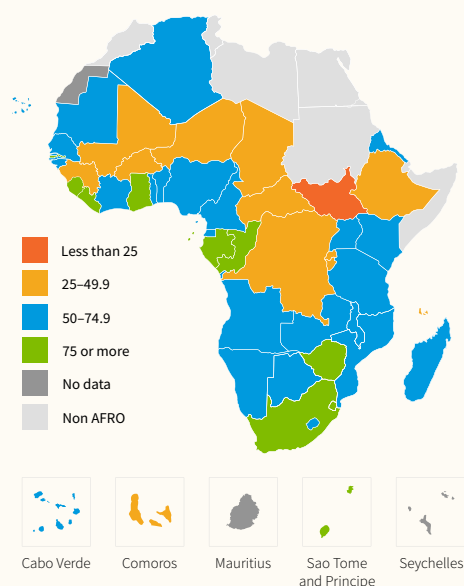 Less than 25
25–49.9
50–74.9
75 or more
No data
Non AFRO
Cabo Verde
Comoros
Mauritius
Sao Tome
and Principe
Seychelles